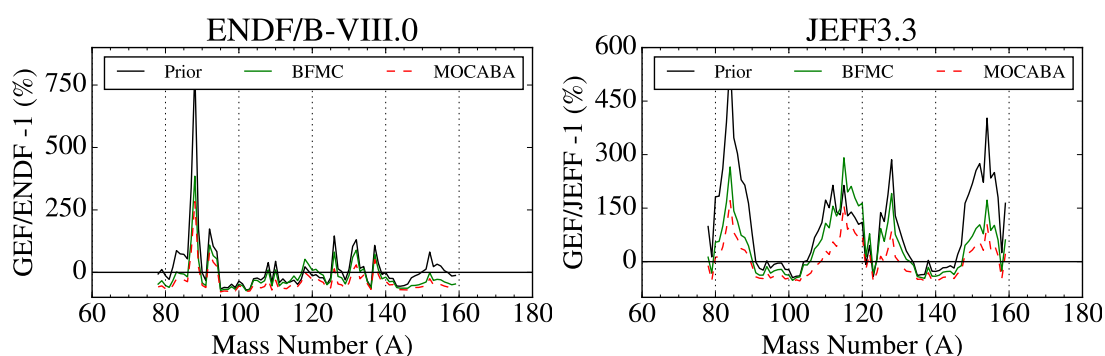 ENDF/B-VIII.0
GEF/ENDF -1 (%)
750
500
250
0
Prior
BFMC
MOCABA
60
80
100
120
140
160
180
Mass Number (A)
JEFF3.3
GEF/JEFF -1 (%)
600
450
300
150
0
Prior
BFMC
MOCABA
60
80
100
120
140
160
180
Mass Number (A)